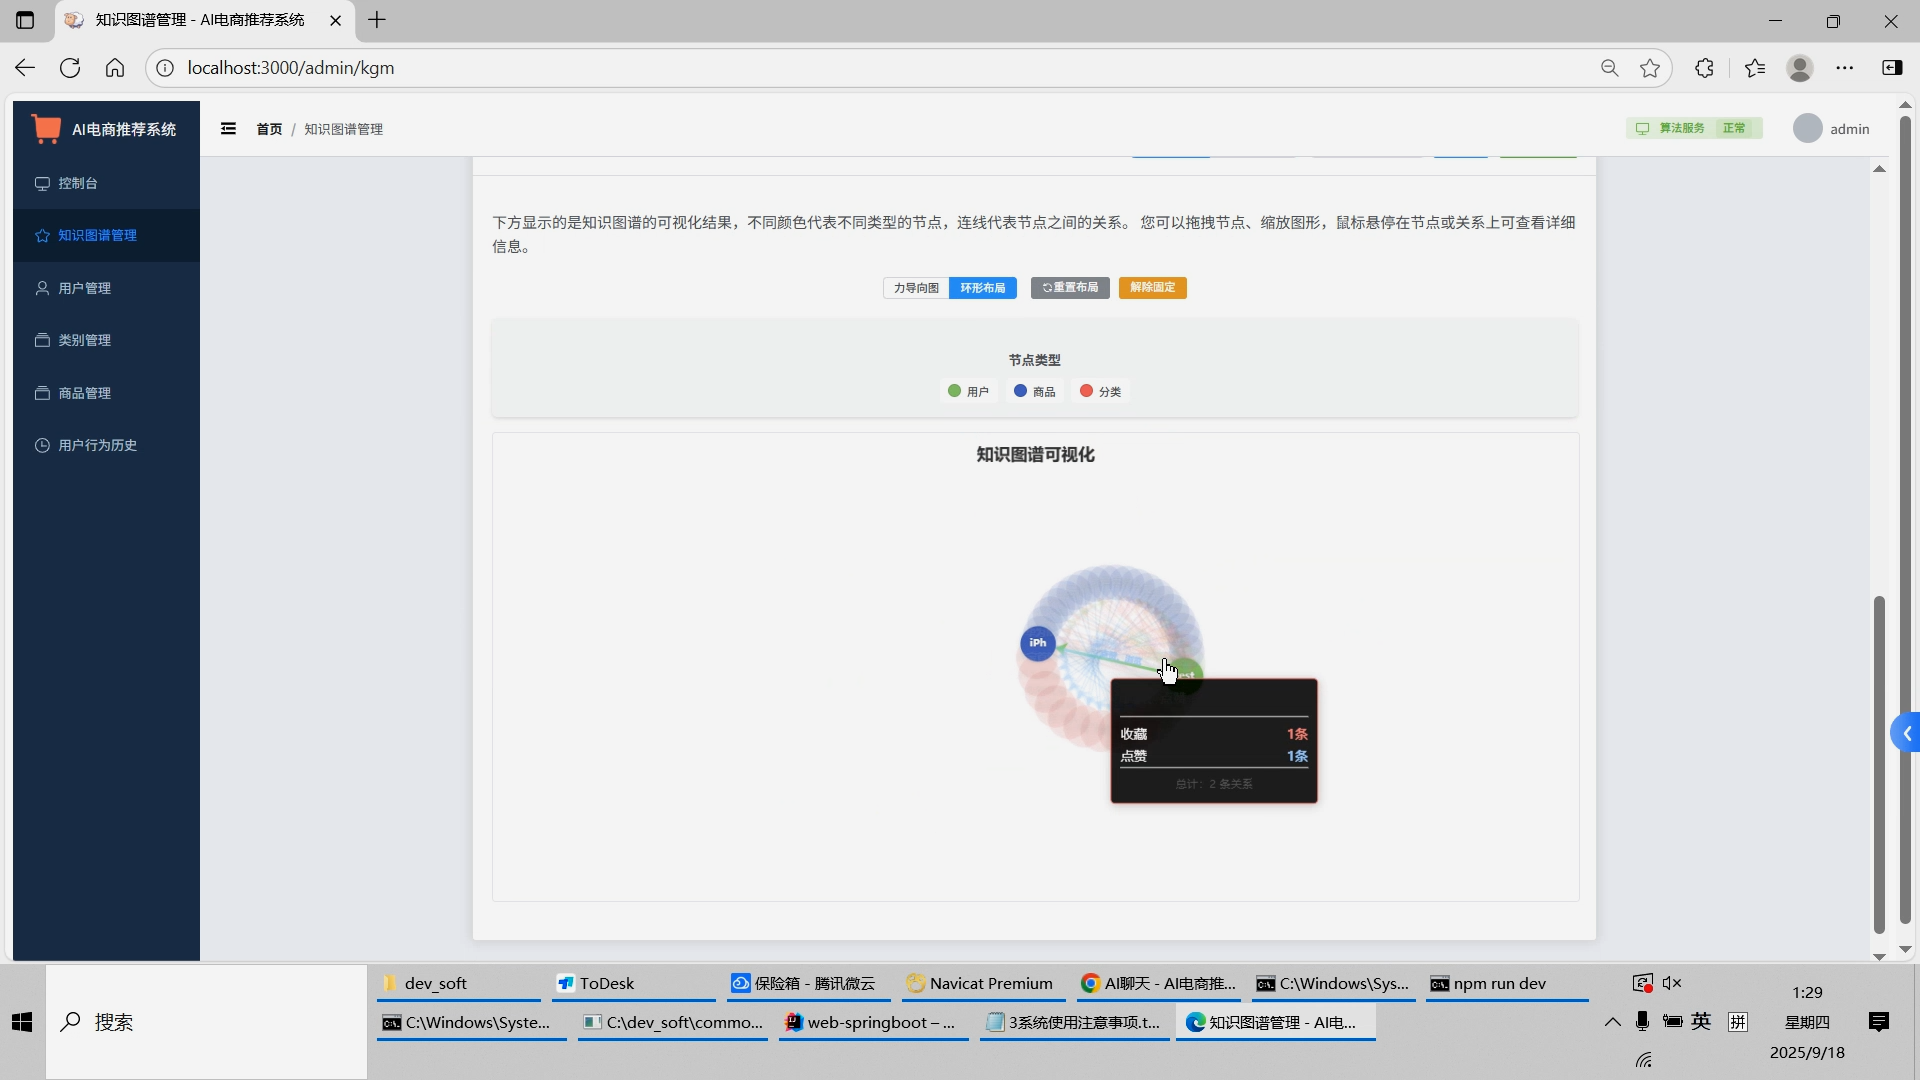 知识图谱管理 - AI电商推荐系统
localhost:3000/admin/kgm
AI电商推荐系统
首页 / 知识图谱管理
算法服务 正常
admin
控制台
知识图谱管理
用户管理
类别管理
商品管理
用户行为历史
下方显示的是知识图谱的可视化结果，不同颜色代表不同类型的节点，连线代表节点之间的关系。 您可以拖拽节点、缩放图形，鼠标悬停在节点或关系上可查看详细
信息。
力导向图 环形布局 重置布局 解除固定
节点类型
用户 商品 分类
知识图谱可视化
iPh
收藏 1条
点赞 1条
总计: 2 条关系
dev_soft
ToDesk
保险箱 - 腾讯微云
Navicat Premium
AI聊天 - AI电商推...
C:\Windows\Sys...
npm run dev
搜索
C:\Windows\Syste...
C:\dev_soft\commo...
web-springboot – ...
3系统使用注意事项.t...
知识图谱管理 - AI电...
英
拼
1:29
星期四
2025/9/18